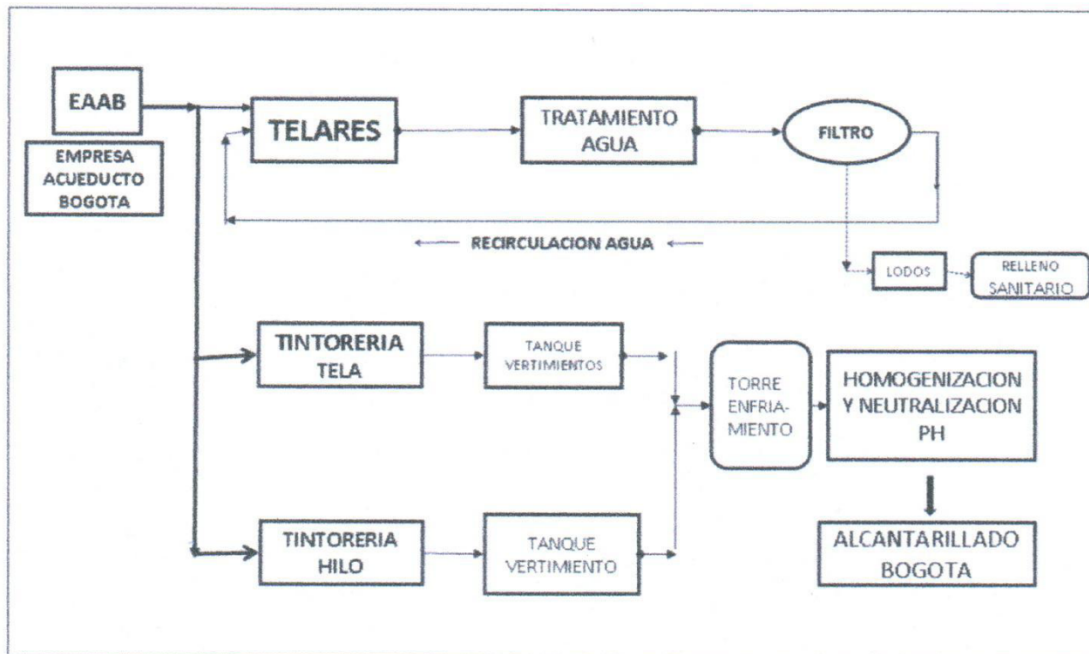 EAAB
EMPRESA
ACUEDUCTO
BOGOTA
TELARES
TRATAMIENTO
AGUA
FILTRO
← RECIRCULACION AGUA ←
LODOS
RELLENO
SANITARIO
TINTORERIA
TELA
TANQUE
VERTIMIENTOS
TORRE
ENFRIA-
MIENTO
HOMOGENIZACION
Y NEUTRALIZACION
PH
TINTORERIA
HILO
TANQUE
VERTIMIENTO
ALCANTARILLADO
BOGOTA